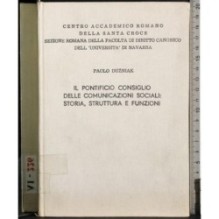 CENTRO ACCADEMICO ROMANO
DELLA SANTA CROCE
SEZIONE ROMANA DELLA FACOLTÀ DI DIRITTO CANONICO
DELL'UNIVERSITÀ DI NAVARRA
PAOLO
IL PONTIFICIO CONSIGLIO
DELLE COMUNICAZIONI SOCIALI:
STORIA, STRUTTURA E FUNZIONI
VI